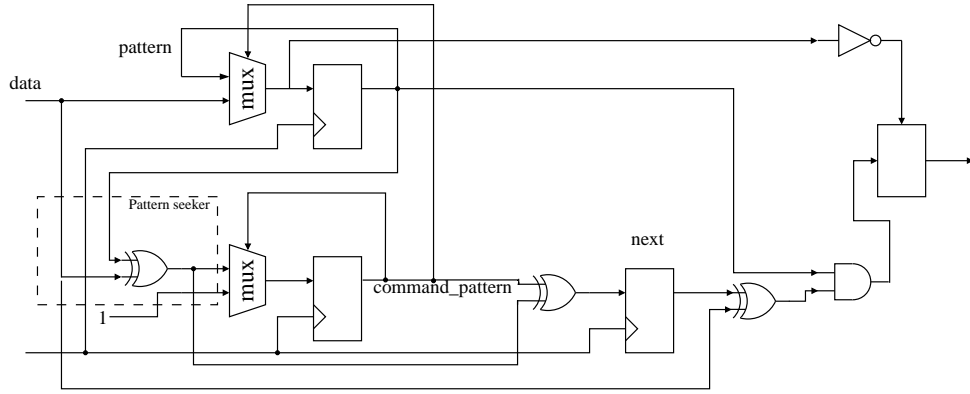 pattern
data
mux
Pattern seeker
next
mux
command_pattern
1